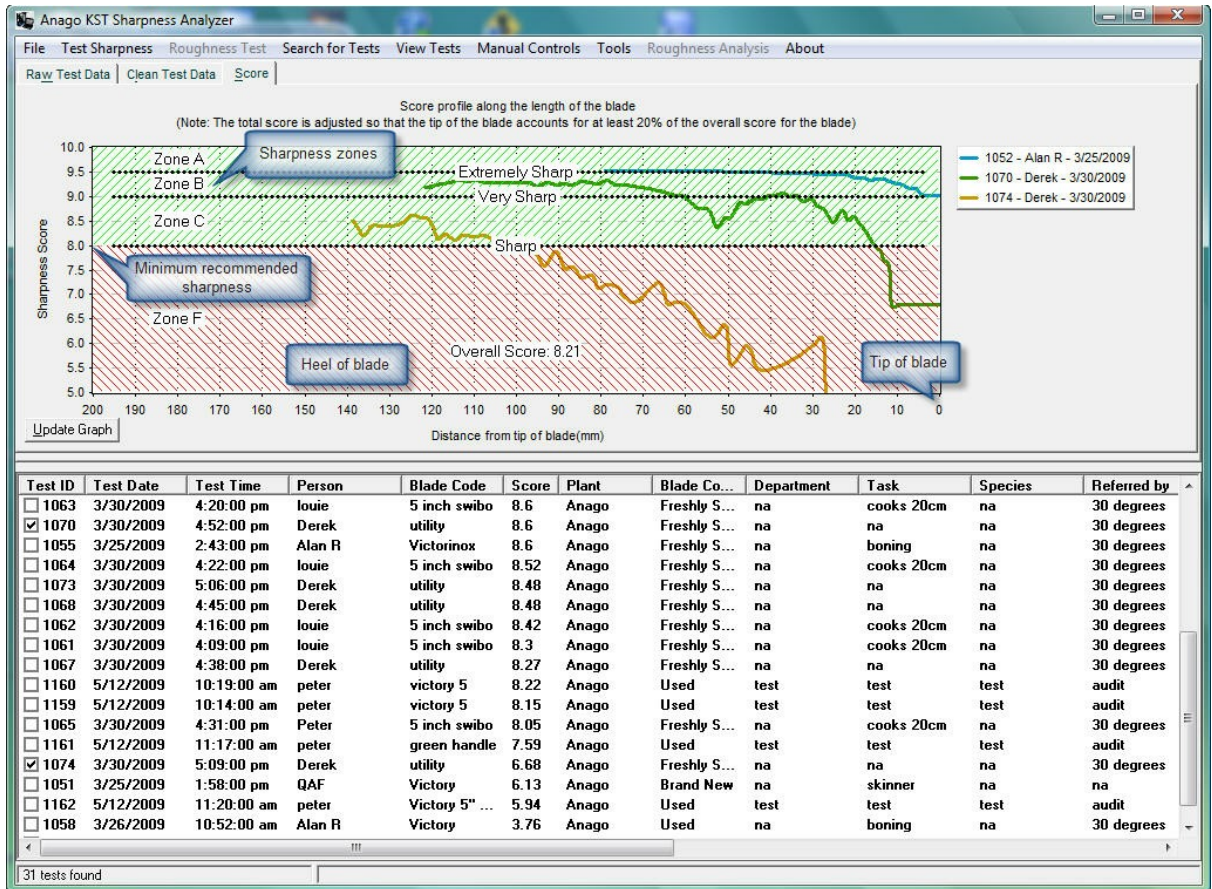 Anago KST Sharpness Analyzer
File Test Sharpness Roughness Test Search for Tests View Tests Manual Controls Tools Roughness Analysis About
Raw Test Data Clean Test Data Score
Score profile along the length of the blade
(Note: The total score is adjusted so that the tip of the blade accounts for at least 20% of the overall score for the blade)
Sharpness Score
10.0
9.5
9.0
8.5
8.0
7.5
7.0
6.5
6.0
5.5
5.0
Zone A
Zone B
Zone C
Zone F
Sharpness zones
Extremely Sharp
Very Sharp
Sharp
Minimum recommended
sharpness
Overall Score: 8.21
Heel of blade
Tip of blade
1052 - Alan R - 3/25/2009
1070 - Derek - 3/30/2009
1074 - Derek - 3/30/2009
200 190 180 170 160 150 140 130 120 110 100 90 80 70 60 50 40 30 20 10 0
Update Graph
Distance from tip of blade(mm)
Test ID Test Date Test Time Person Blade Code Score Plant Blade Co... Department Task Species Referred by
1063 3/30/2009 4:20:00 pm louie 5 inch swibo 8.6 Anago Freshly S... na cooks 20cm na 30 degrees
1070 3/30/2009 4:52:00 pm Derek utility 8.6 Anago Freshly S... na na na 30 degrees
1055 3/25/2009 2:43:00 pm Alan R Victorinox 8.6 Anago Freshly S... na boning na 30 degrees
1064 3/30/2009 4:22:00 pm louie 5 inch swibo 8.52 Anago Freshly S... na cooks 20cm na 30 degrees
1073 3/30/2009 5:06:00 pm Derek utility 8.48 Anago Freshly S... na na na 30 degrees
1068 3/30/2009 4:45:00 pm Derek utility 8.48 Anago Freshly S... na na na 30 degrees
1062 3/30/2009 4:16:00 pm louie 5 inch swibo 8.42 Anago Freshly S... na cooks 20cm na 30 degrees
1061 3/30/2009 4:09:00 pm louie 5 inch swibo 8.3 Anago Freshly S... na cooks 20cm na 30 degrees
1067 3/30/2009 4:38:00 pm Derek utility 8.27 Anago Freshly S... na na na 30 degrees
1160 5/12/2009 10:19:00 am peter victory 5 8.22 Anago Used test test test audit
1159 5/12/2009 10:14:00 am peter victory 5 8.15 Anago Used test test test audit
1065 3/30/2009 4:31:00 pm Peter 5 inch swibo 8.05 Anago Freshly S... na cooks 20cm na 30 degrees
1161 5/12/2009 11:17:00 am peter green handle 7.59 Anago Used test test test audit
1074 3/30/2009 5:09:00 pm Derek utility 6.68 Anago Freshly S... na na na 30 degrees
1051 3/25/2009 1:58:00 pm QAF Victory 6.13 Anago Brand New na skinner na na
1162 5/12/2009 11:20:00 am peter Victory 5" ... 5.94 Anago Used test test test audit
1058 3/26/2009 10:52:00 am Alan R Victory 3.76 Anago Used na boning na 30 degrees
31 tests found